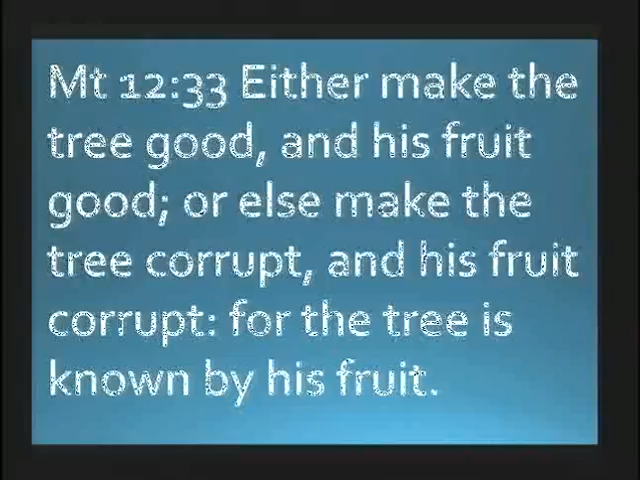 Mt 12:33 Either make the
tree good, and his fruit
good; or else make the
tree corrupt, and his fruit
corrupt: for the tree is
known by his fruit.